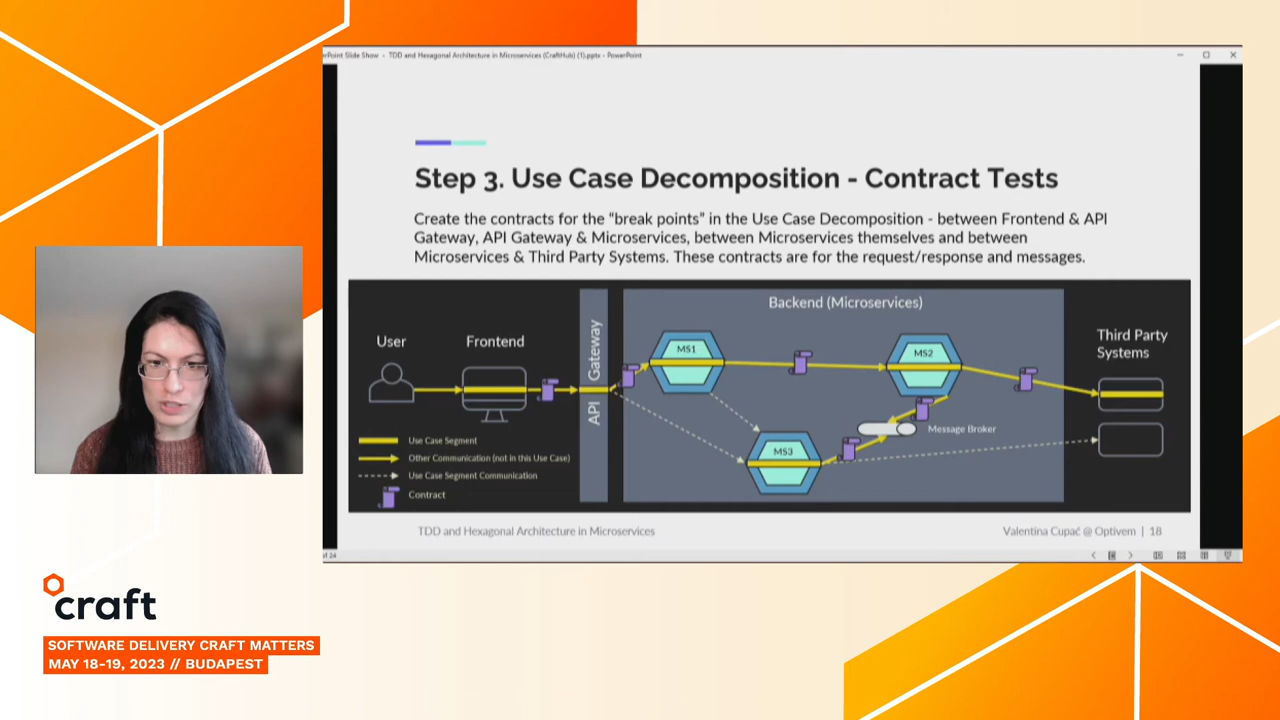 TDD and Hexagonal Architecture in Microservices (CraftHub) (1).pptx - PowerPoint
Step 3. Use Case Decomposition - Contract Tests
Create the contracts for the “break points” in the Use Case Decomposition - between Frontend & API
Gateway, API Gateway & Microservices, between Microservices themselves and between
Microservices & Third Party Systems. These contracts are for the request/response and messages.
User
Frontend
API Gateway
Backend (Microservices)
MS1
MS2
MS3
Message Broker
Third Party
Systems
Use Case Segment
Other Communication (not in this Use Case)
Use Case Segment Communication
Contract
TDD and Hexagonal Architecture in Microservices
Valentina Cupać @ Optivem | 18
of 24
craft
SOFTWARE DELIVERY CRAFT MATTERS
MAY 18-19, 2023 // BUDAPEST